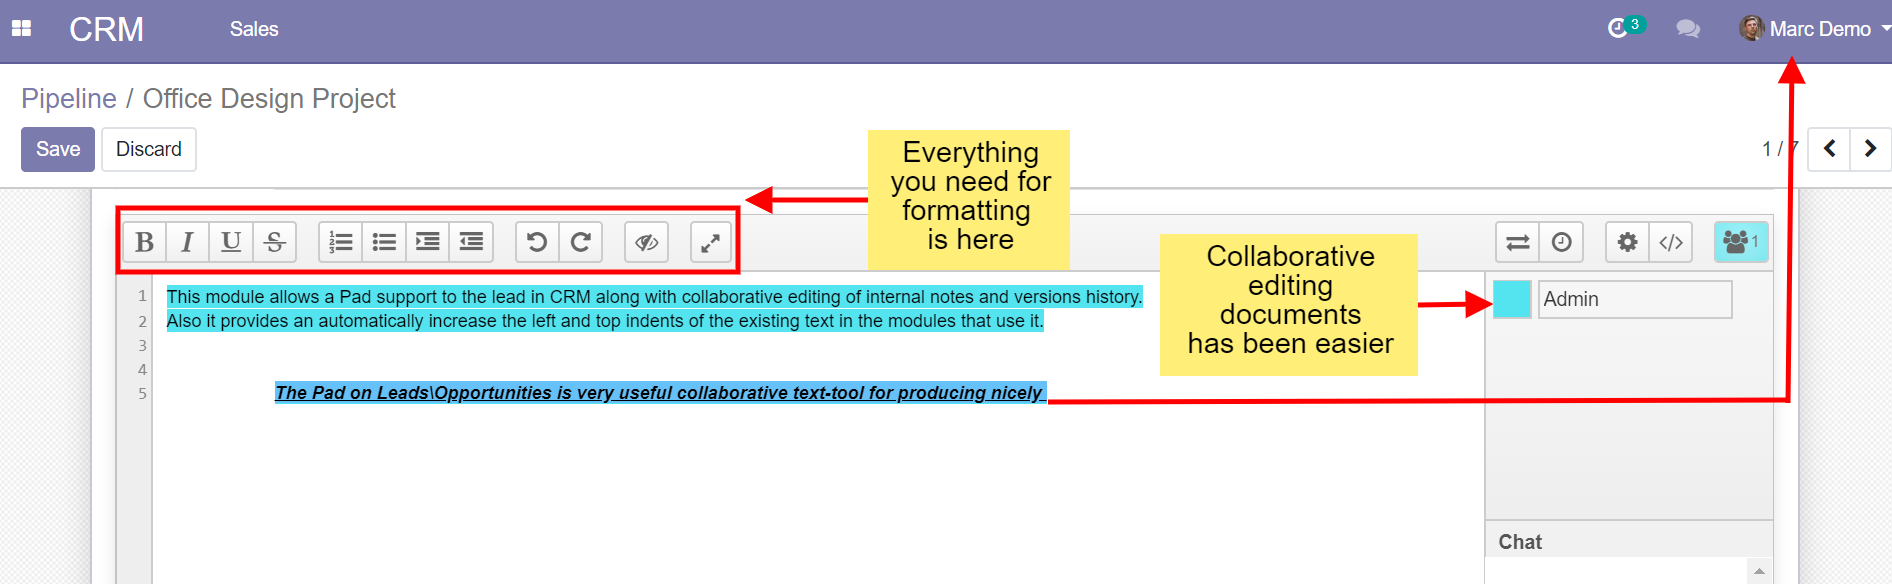 CRM
Sales
3
Marc Demo
Pipeline / Office Design Project
Save
Discard
1 / 7
Everything
you need for
formatting
is here
B I U S
1
Collaborative
editing
documents
has been easier
Admin
1 This module allows a Pad support to the lead in CRM along with collaborative editing of internal notes and versions history.
2 Also it provides an automatically increase the left and top indents of the existing text in the modules that use it.
3
4
5 The Pad on Leads\Opportunities is very useful collaborative text-tool for producing nicely
Chat